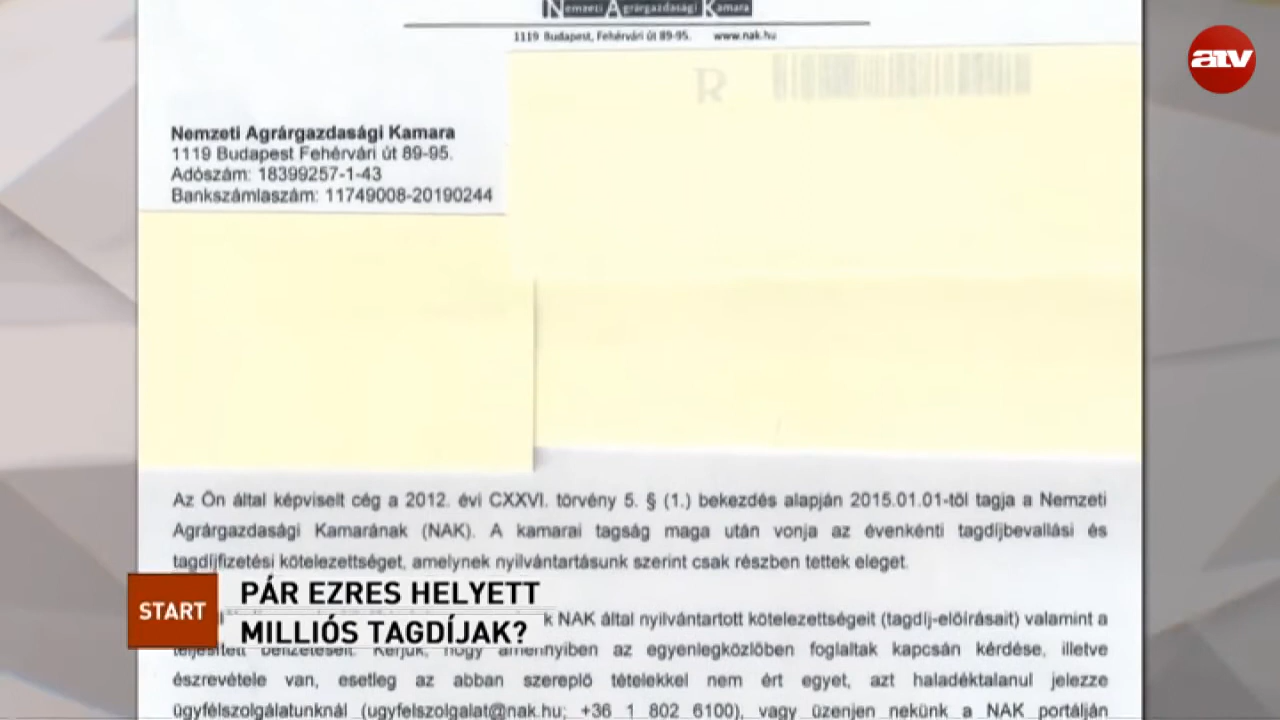 Nemzeti Agrárgazdasági Kamara
1119 Budapest, Fehérvári út 89-95. www.nak.hu
atv
R
Nemzeti Agrárgazdasági Kamara
1119 Budapest Fehérvári út 89-95.
Adószám: 18399257-1-43
Bankszámlaszám: 11749008-20190244
Az Ön által képviselt cég a 2012. évi CXXVI. törvény 5. § (1.) bekezdés alapján 2015.01.01-től tagja a Nemzeti
Agrárgazdasági Kamarának (NAK). A kamarai tagság maga után vonja az évenkénti tagdíjbevallási és
tagdíjfizetési kötelezettséget, amelynek nyilvántartásunk szerint csak részben tettek eleget.
START
PÁR EZRES HELYETT
MILLIÓS TAGDÍJAK?
k NAK által nyilvántartott kötelezettségeit (tagdíj-előírásait) valamint a
teljesített befizetéseit. Kérjük, hogy amennyiben az egyenlegközlőben foglaltak kapcsán kérdése, illetve
észrevétele van, esetleg az abban szereplő tételekkel nem ért egyet, azt haladéktalanul jelezze
ügyfélszolgálatunknál (ugyfelszolgalat@nak.hu; +36 1 802 6100), vagy üzenjen nekünk a NAK portálján